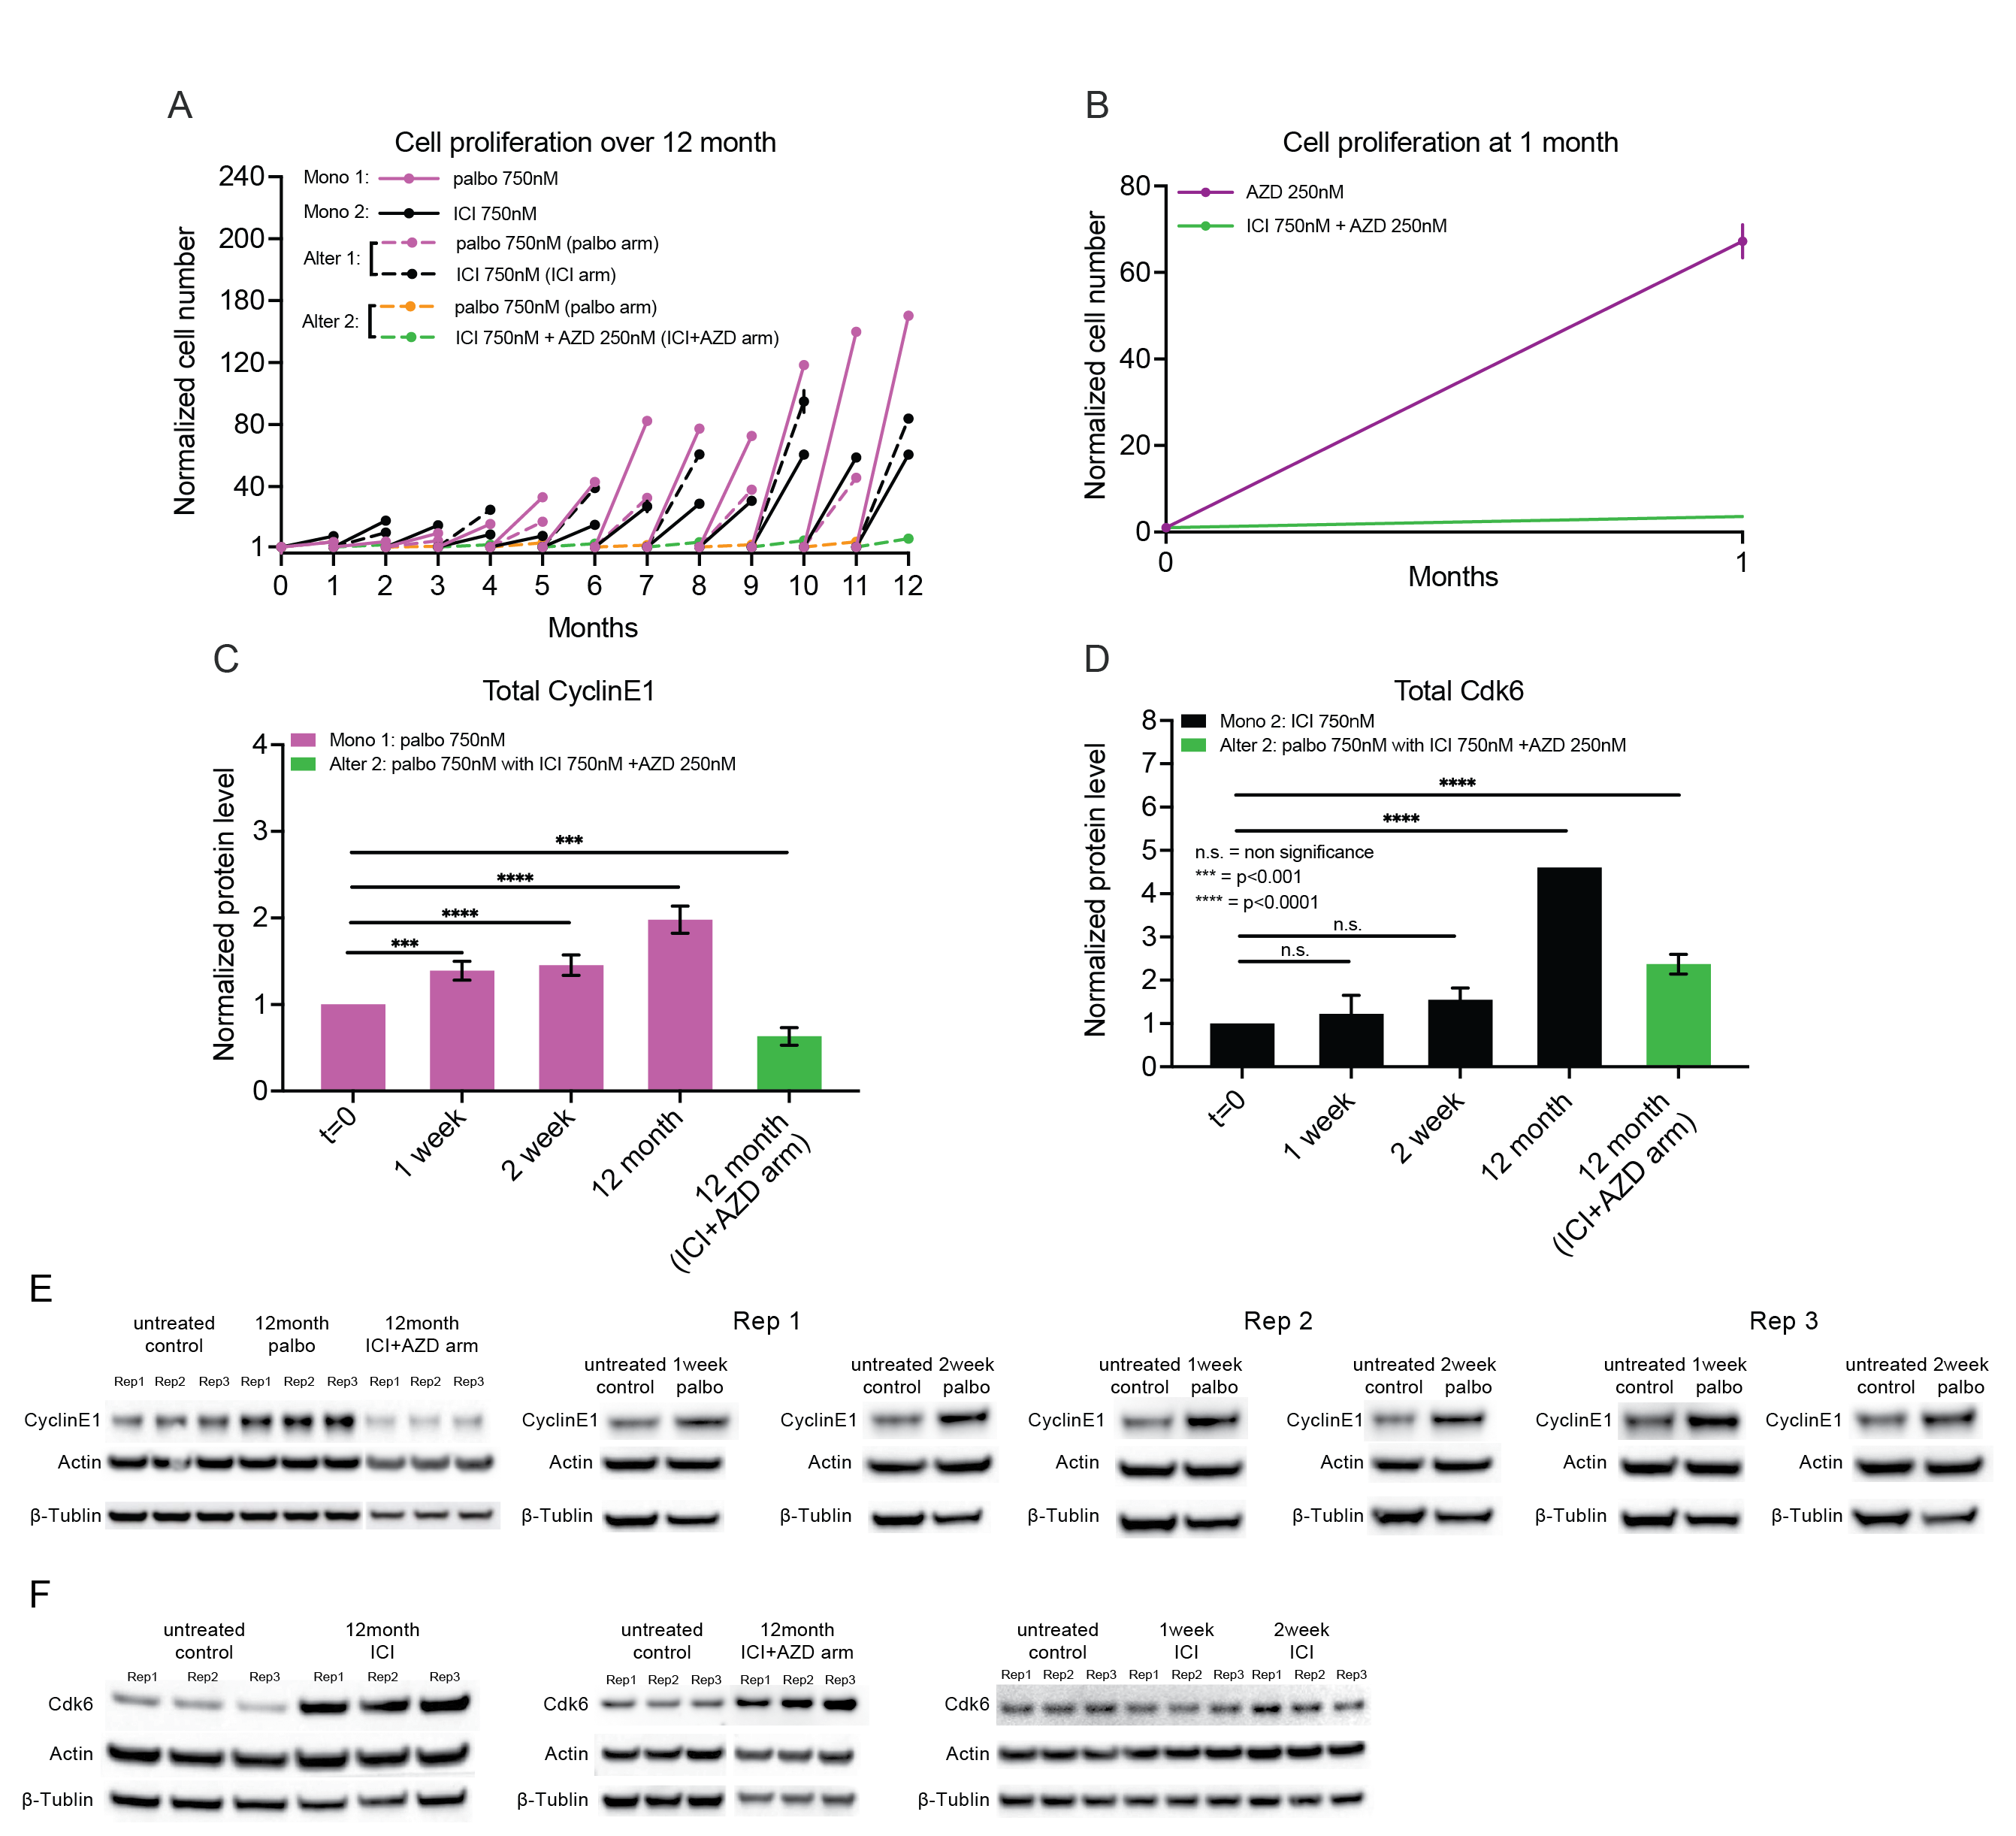 A
Cell proliferation over 12 month
Normalized cell number
240
200
180
120
80
40
1
Mono 1: palbo 750nM
Mono 2: ICI 750nM
Alter 1: palbo 750nM (palbo arm)
ICI 750nM (ICI arm)
Alter 2: palbo 750nM (palbo arm)
ICI 750nM + AZD 250nM (ICI+AZD arm)
0 1 2 3 4 5 6 7 8 9 10 11 12
Months
B
Cell proliferation at 1 month
Normalized cell number
80
60
40
20
0
AZD 250nM
ICI 750nM + AZD 250nM
0 1
Months
C
Total CyclinE1
Normalized protein level
4
3
2
1
0
Mono 1: palbo 750nM
Alter 2: palbo 750nM with ICI 750nM +AZD 250nM
***
****
****
***
t=0
1 week
2 week
12 month
12 month
(ICI+AZD arm)
D
Total Cdk6
Normalized protein level
8
7
6
5
4
3
2
1
0
Mono 2: ICI 750nM
Alter 2: palbo 750nM with ICI 750nM +AZD 250nM
****
****
n.s. = non significance
*** = p<0.001
**** = p<0.0001
n.s.
n.s.
t=0
1 week
2 week
12 month
12 month
(ICI+AZD arm)
E
untreated 12month 12month
control palbo ICI+AZD arm
Rep1 Rep2 Rep3 Rep1 Rep2 Rep3 Rep1 Rep2 Rep3
CyclinE1
Actin
β-Tublin
Rep 1
untreated 1week
control palbo
CyclinE1
Actin
β-Tublin
untreated 2week
control palbo
CyclinE1
Actin
β-Tublin
Rep 2
untreated 1week
control palbo
CyclinE1
Actin
β-Tublin
untreated 2week
control palbo
CyclinE1
Actin
β-Tublin
Rep 3
untreated 1week
control palbo
CyclinE1
Actin
β-Tublin
untreated 2week
control palbo
CyclinE1
Actin
β-Tublin
F
untreated 12month
control ICI
Rep1 Rep2 Rep3 Rep1 Rep2 Rep3
Cdk6
Actin
β-Tublin
untreated 12month
control ICI+AZD arm
Rep1 Rep2 Rep3 Rep1 Rep2 Rep3
Cdk6
Actin
β-Tublin
untreated 1week 2week
control ICI ICI
Rep1 Rep2 Rep3 Rep1 Rep2 Rep3 Rep1 Rep2 Rep3
Cdk6
Actin
β-Tublin